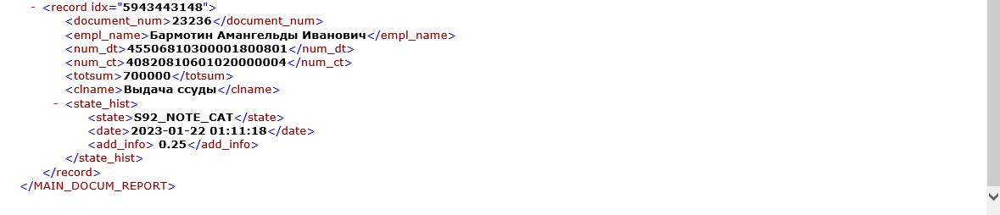 - <record idx="5943443148">
<document_num>23236</document_num>
<empl_name>Бармотин Амангельды Иванович</empl_name>
<num_dt>45506810300001800801</num_dt>
<num_ct>40820810601020000004</num_ct>
<totsum>700000</totsum>
<clname>Выдача ссуды</clname>
- <state_hist>
<state>S92_NOTE_CAT</state>
<date>2023-01-22 01:11:18</date>
<add_info> 0.25</add_info>
</state_hist>
</record>
</MAIN_DOCUM_REPORT>